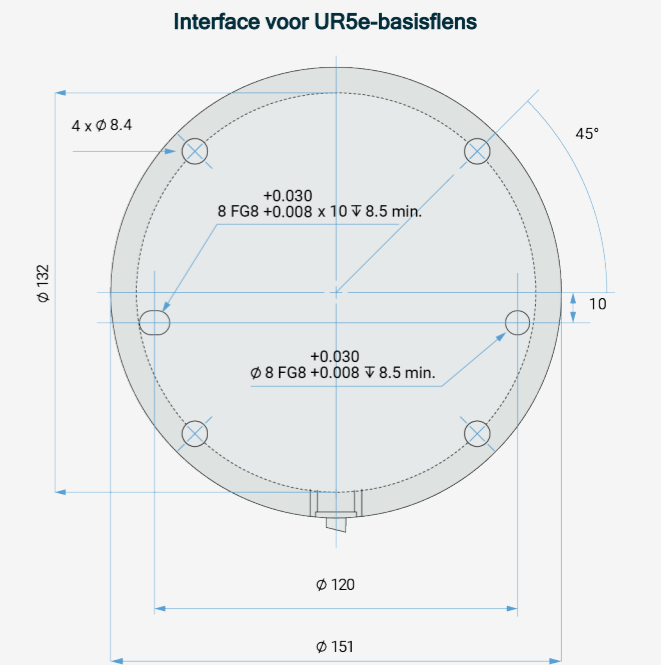 Interface voor UR5e-basisflens
4 x Ø 8.4
45°
+0.030
8 FG8 +0.008 x 10 ↧ 8.5 min.
Ø 132
10
+0.030
Ø 8 FG8 +0.008 ↧ 8.5 min.
Ø 120
Ø 151